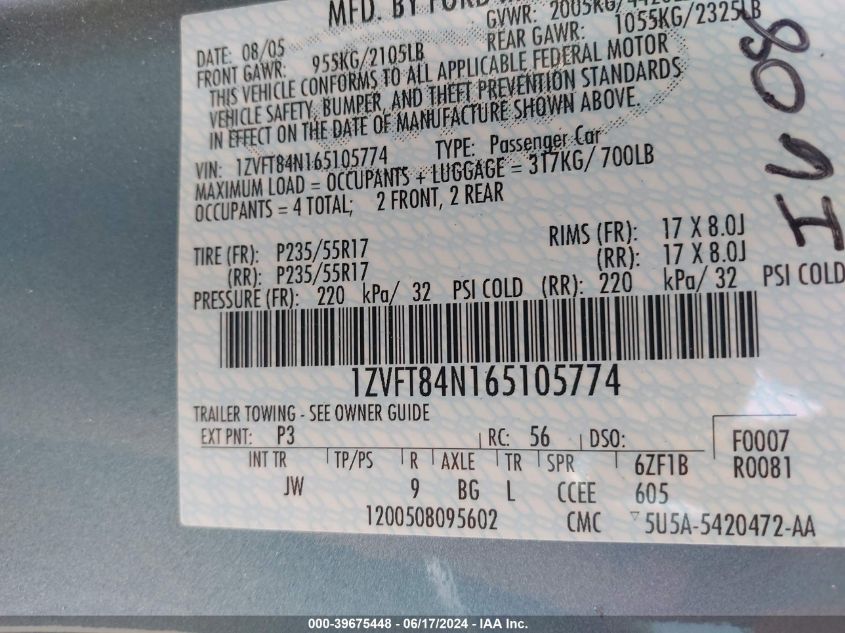 MFD. BY FORD
DATE: 08/05 GVWR: 2005KG/
FRONT GAWR: 955KG/2105LB REAR GAWR: 1055KG/2325LB
THIS VEHICLE CONFORMS TO ALL APPLICABLE FEDERAL MOTOR
VEHICLE SAFETY, BUMPER, AND THEFT PREVENTION STANDARDS
IN EFFECT ON THE DATE OF MANUFACTURE SHOWN ABOVE.
VIN: 1ZVFT84N165105774 TYPE: Passenger Car
MAXIMUM LOAD = OCCUPANTS + LUGGAGE = 317KG/ 700LB
OCCUPANTS = 4 TOTAL; 2 FRONT, 2 REAR
TIRE (FR): P235/55R17 RIMS (FR): 17 X 8.0J
(RR): P235/55R17 (RR): 17 X 8.0J
PRESSURE (FR): 220 kPa/ 32 PSI COLD (RR): 220 kPa/ 32 PSI COLD
1ZVFT84N165105774
TRAILER TOWING - SEE OWNER GUIDE
EXT PNT: P3 RC: 56 DSO: F0007
INT TR TP/PS R AXLE TR SPR 6ZF1B R0081
JW 9 BG L CCEE 605
1200508095602 CMC 5U5A-5420472-AA
000-39675448 - 06/17/2024 - IAA Inc.